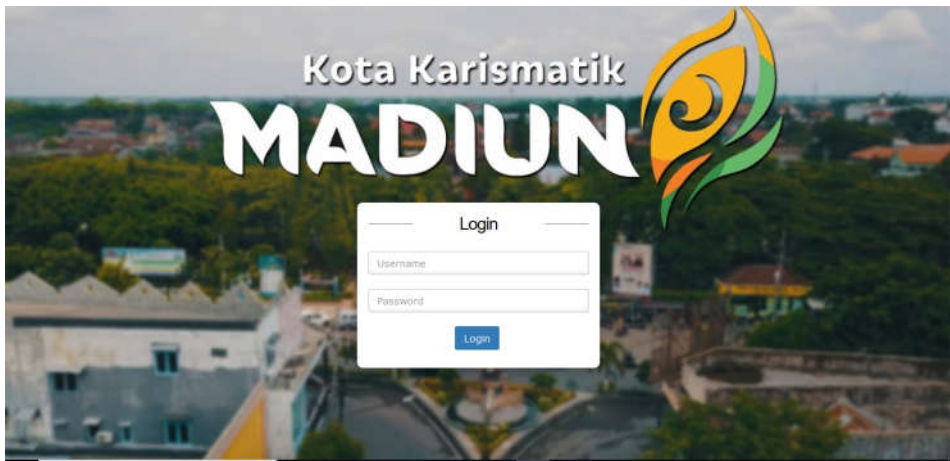 Kota Karismatik
MADIUN
Login
Username
Password
Login